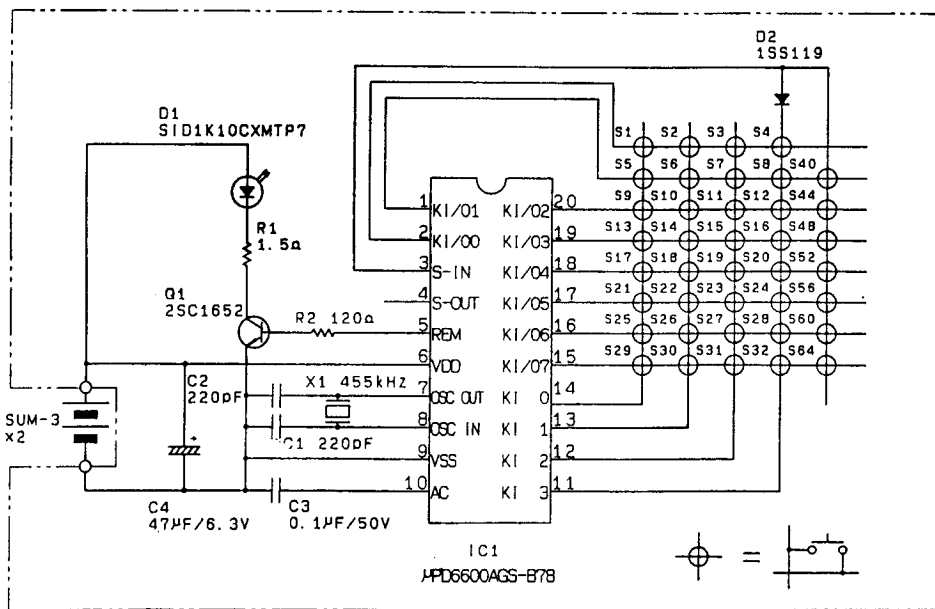 D2
1SS119
D1
SID1K10CXMTP7
S1 S2 S3 S4
S5 S6 S7 S8 S40
S9 S10 S11 S12 S44
S13 S14 S15 S16 S48
S17 S18 S19 S20 S52
S21 S22 S23 S24 S56
S25 S26 S27 S28 S60
S29 S30 S31 S32 S64
R1
1.5Ω
Q1
2SC1652
R2 120Ω
1 KI/O1 KI/O2 20
2 KI/O0 KI/O3 19
3 S-IN KI/O4 18
4 S-OUT KI/O5 17
5 REM KI/O6 16
6 VDD KI/O7 15
7 OSC OUT KI 0 14
8 OSC IN KI 1 13
9 VSS KI 2 12
10 AC KI 3 11
C2
220pF
X1 455kHZ
C1 220pF
SUM-3
x2
+
C4
47μF/6.3V
C3
0.1μF/50V
IC1
μPD6600AGS-B78
=